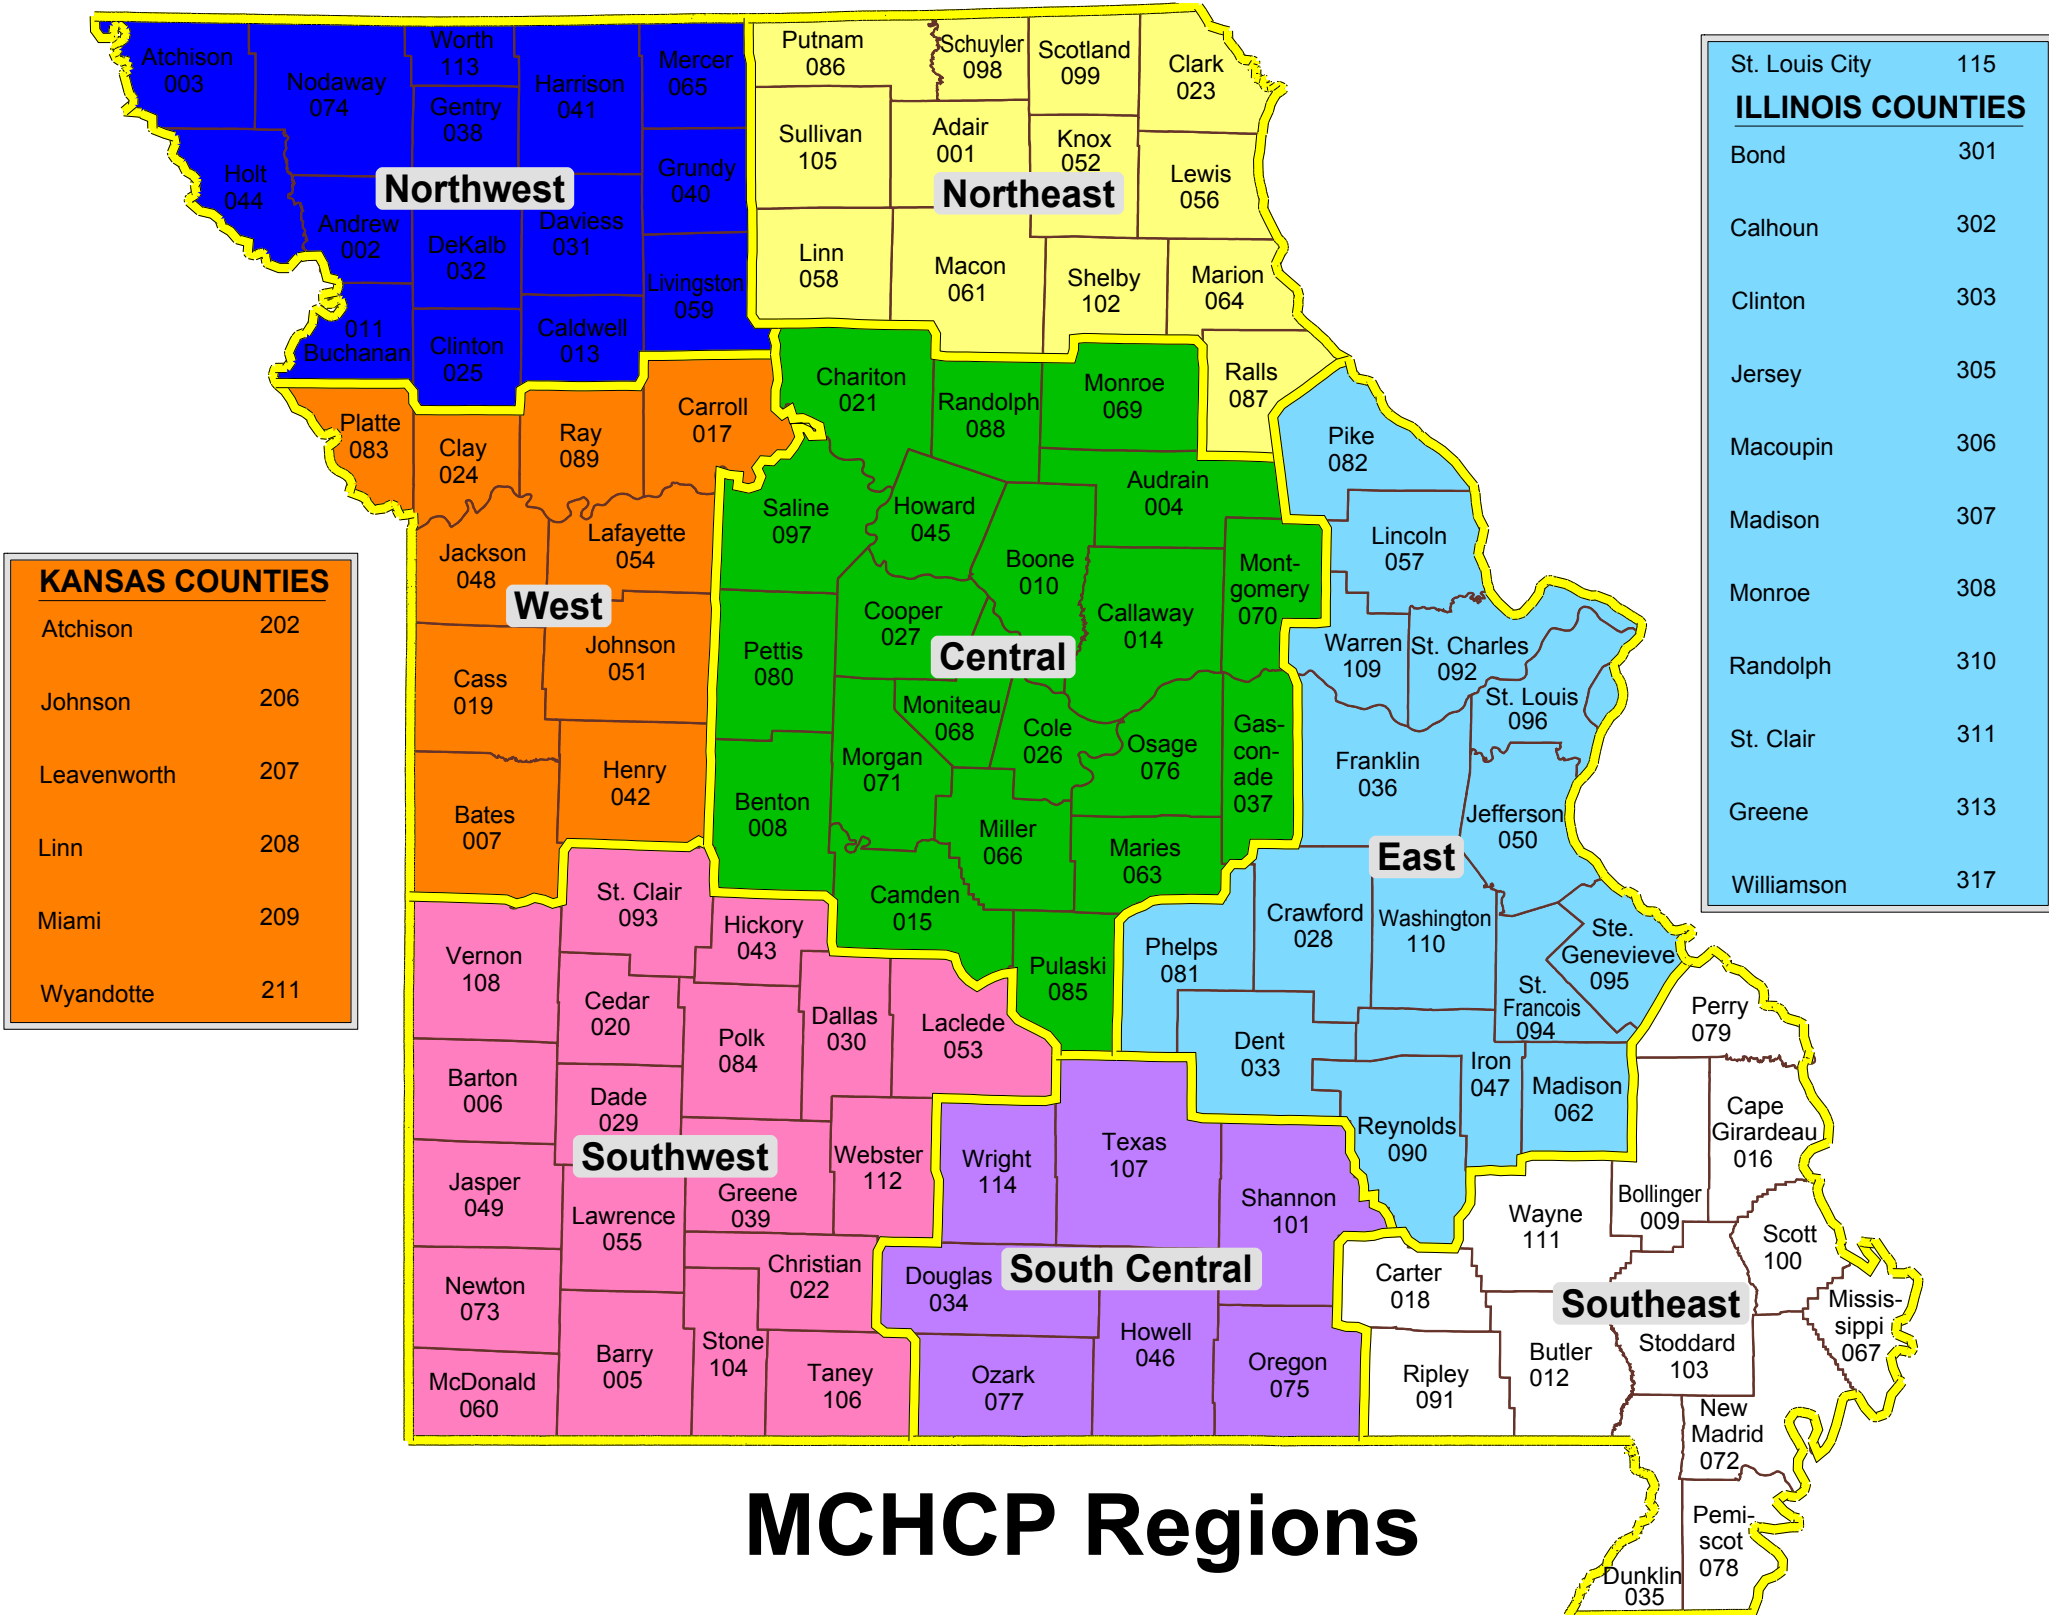 Atchison
003
Nodaway
074
Worth
113
Gentry
038
Harrison
041
Mercer
065
Holt
044
Grundy
040
Northwest
Andrew
002
DeKalb
032
Daviess
031
Livingston
059
011
Buchanan
Clinton
025
Caldwell
013
Putnam
086
Schuyler
098
Scotland
099
Clark
023
Sullivan
105
Adair
001
Knox
052
Lewis
056
Northeast
Linn
058
Macon
061
Shelby
102
Marion
064
Ralls
087
St. Louis City 115
ILLINOIS COUNTIES
Bond 301
Calhoun 302
Clinton 303
Jersey 305
Macoupin 306
Madison 307
Monroe 308
Randolph 310
St. Clair 311
Greene 313
Williamson 317
KANSAS COUNTIES
Atchison 202
Johnson 206
Leavenworth 207
Linn 208
Miami 209
Wyandotte 211
Platte
083
Clay
024
Ray
089
Carroll
017
Jackson
048
Lafayette
054
West
Johnson
051
Cass
019
Henry
042
Bates
007
Chariton
021
Randolph
088
Monroe
069
Saline
097
Howard
045
Audrain
004
Boone
010
Mont-
gomery
070
Cooper
027
Callaway
014
Central
Pettis
080
Moniteau
068
Cole
026
Morgan
071
Osage
076
Gas-
con-
ade
037
Benton
008
Miller
066
Maries
063
Camden
015
Pulaski
085
Pike
082
Lincoln
057
Warren
109
St. Charles
092
St. Louis
096
Franklin
036
Jefferson
050
East
Phelps
081
Crawford
028
Washington
110
Ste.
Genevieve
095
St.
Francois
094
Dent
033
Iron
047
Madison
062
Reynolds
090
St. Clair
093
Hickory
043
Vernon
108
Cedar
020
Polk
084
Dallas
030
Laclede
053
Barton
006
Dade
029
Southwest
Webster
112
Jasper
049
Lawrence
055
Greene
039
Christian
022
Newton
073
Barry
005
Stone
104
Taney
106
McDonald
060
Wright
114
Texas
107
Shannon
101
South Central
Douglas
034
Howell
046
Ozark
077
Oregon
075
Perry
079
Cape
Girardeau
016
Bollinger
009
Wayne
111
Scott
100
Carter
018
Southeast
Missis-
sippi
067
Stoddard
103
Butler
012
Ripley
091
New
Madrid
072
Pemi-
scot
078
Dunklin
035
MCHCP Regions